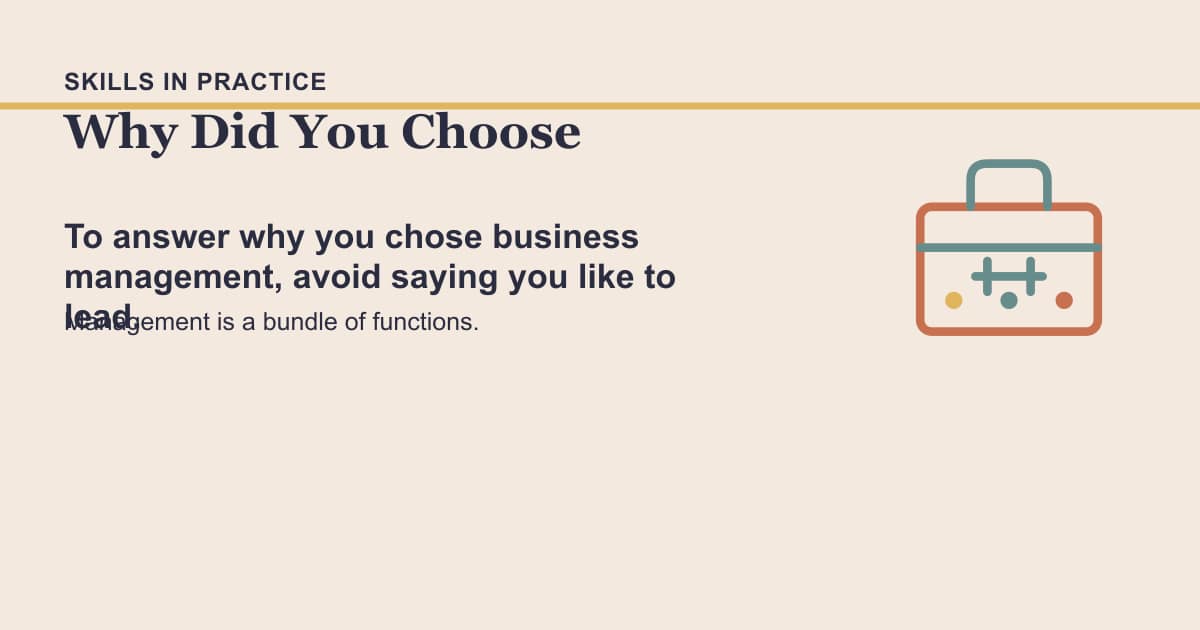 SKILLS IN PRACTICE
Why Did You Choose
To answer why you chose business
management, avoid saying you like to
lead.
Management is a bundle of functions.